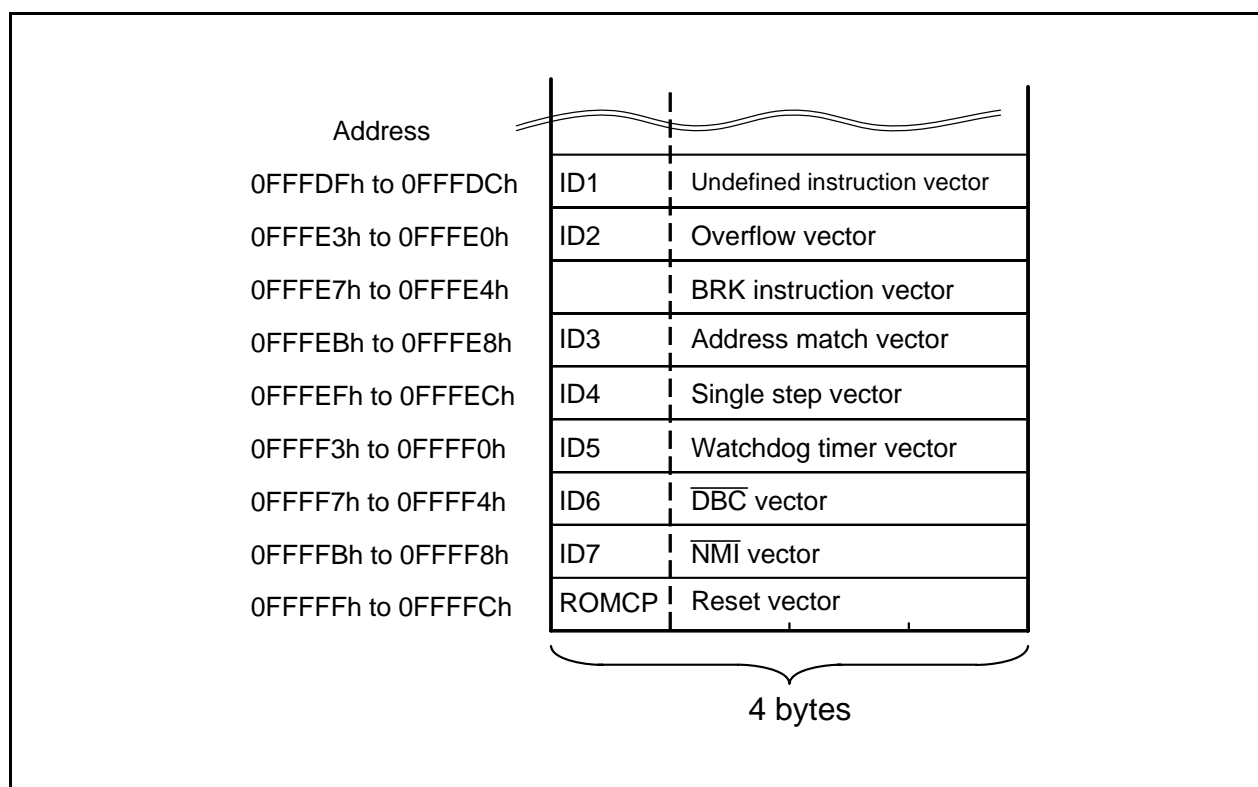 Address
0FFFDFh to 0FFFDCh ID1 Undefined instruction vector
0FFFE3h to 0FFFE0h ID2 Overflow vector
0FFFE7h to 0FFFE4h BRK instruction vector
0FFFEBh to 0FFFE8h ID3 Address match vector
0FFFEFh to 0FFFECh ID4 Single step vector
0FFFF3h to 0FFFF0h ID5 Watchdog timer vector
0FFFF7h to 0FFFF4h ID6 D̅B̅C̅ vector
0FFFFBh to 0FFFF8h ID7 N̅M̅I̅ vector
0FFFFFh to 0FFFFCh ROMCP Reset vector
4 bytes